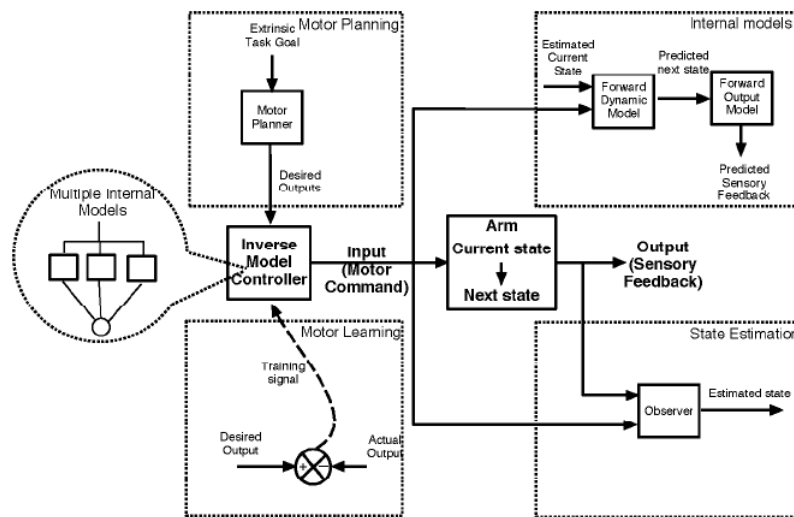 Motor Planning
Extrinsic
Task Goal
Motor
Planner
Desired
Outputs
Internal models
Estimated
Current
State
Predicted
next state
Forward
Dynamic
Model
Forward
Output
Model
Predicted
Sensory
Feedback
Multiple Internal
Models
Inverse
Model
Controller
Input
(Motor
Command)
Arm
Current state
Next state
Output
(Sensory
Feedback)
Motor Learning
Training
signal
Desired
Output
+
−
Actual
Output
State Estimation
Observer
Estimated state